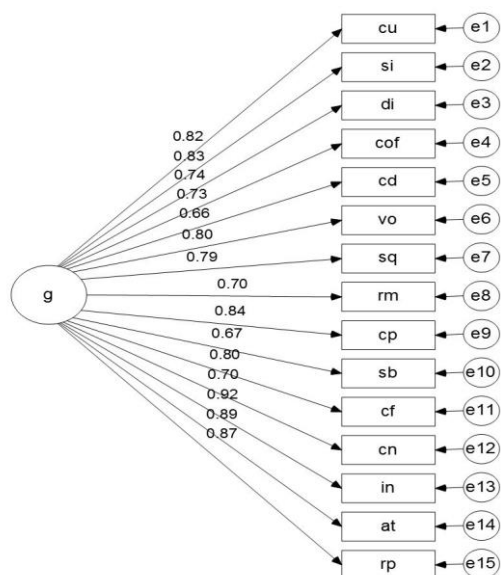 cu e1
si e2
di e3
0.82 cof e4
0.83
0.74 cd e5
0.73
0.66 vo e6
0.80
0.79 sq e7
g 0.70 rm e8
0.84 cp e9
0.67 sb e10
0.80
0.70 cf e11
0.92
0.89 cn e12
0.87
in e13
at e14
rp e15